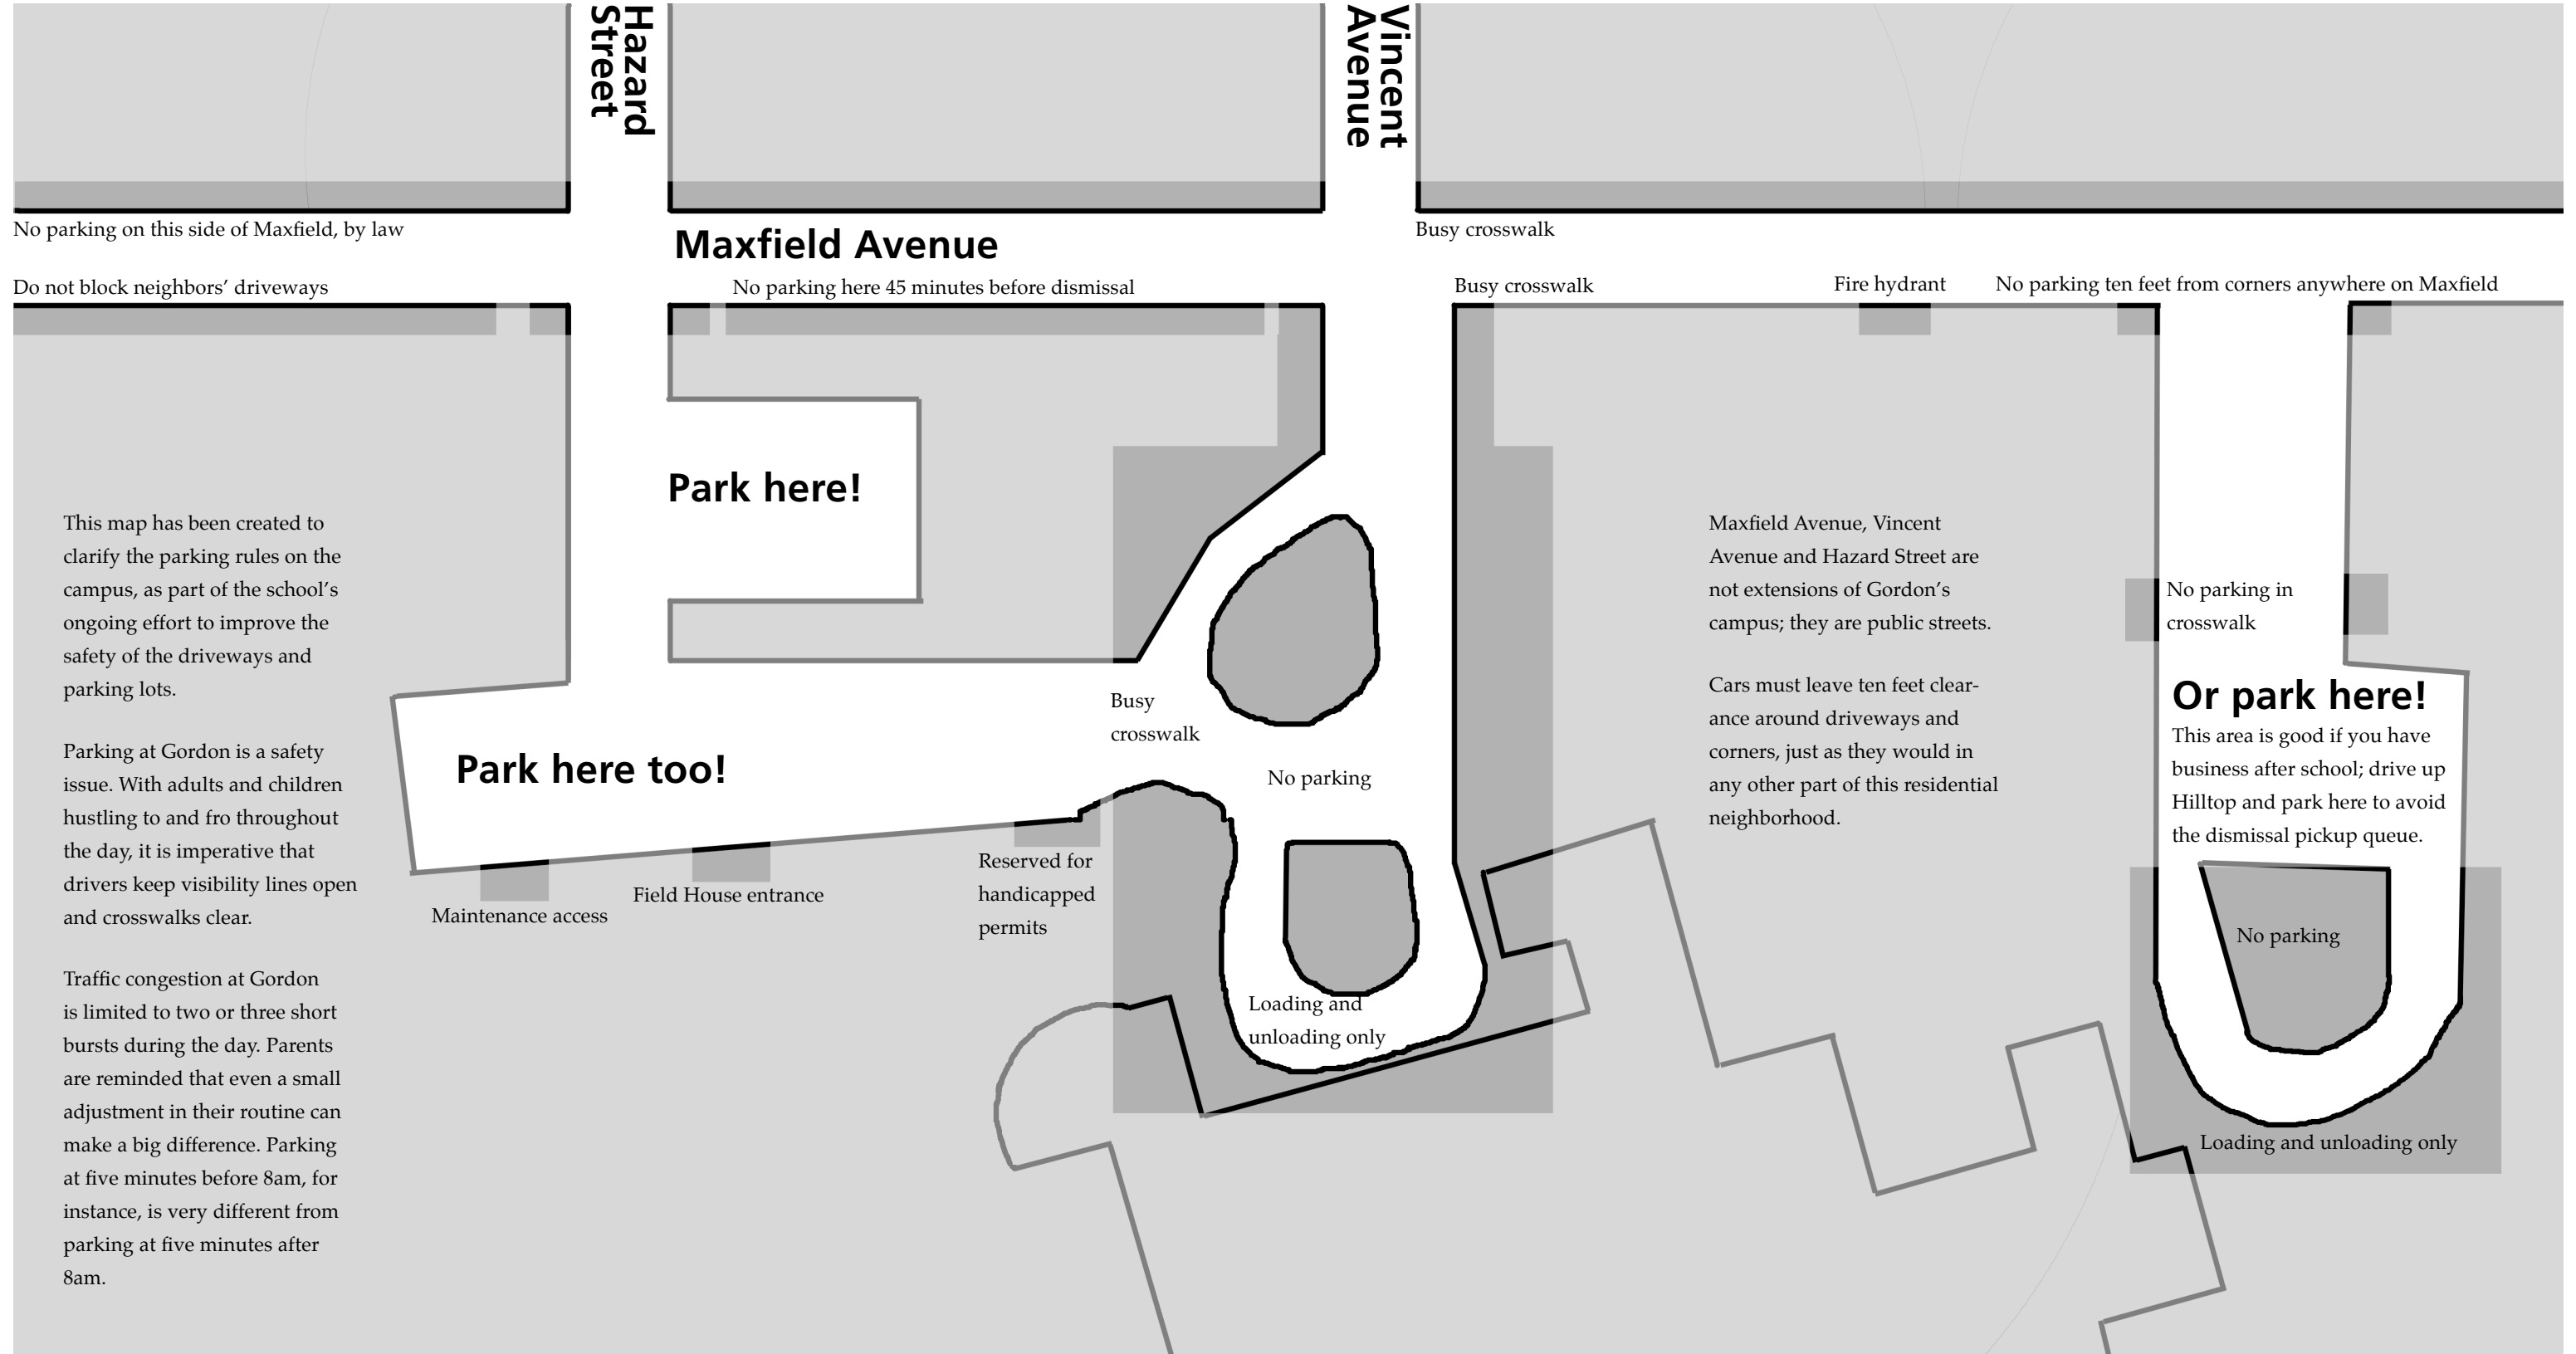 Hazard
Street
Vincent
Avenue
No parking on this side of Maxfield, by law
Maxfield Avenue
Busy crosswalk
Do not block neighbors’ driveways
No parking here 45 minutes before dismissal
Busy crosswalk
Fire hydrant
No parking ten feet from corners anywhere on Maxfield
Park here!
This map has been created to
clarify the parking rules on the
campus, as part of the school’s
ongoing effort to improve the
safety of the driveways and
parking lots.
Parking at Gordon is a safety
issue. With adults and children
hustling to and fro throughout
the day, it is imperative that
drivers keep visibility lines open
and crosswalks clear.
Traffic congestion at Gordon
is limited to two or three short
bursts during the day. Parents
are reminded that even a small
adjustment in their routine can
make a big difference. Parking
at five minutes before 8am, for
instance, is very different from
parking at five minutes after
8am.
Park here too!
Maintenance access
Field House entrance
Reserved for
handicapped
permits
Busy
crosswalk
No parking
Loading and
unloading only
Maxfield Avenue, Vincent
Avenue and Hazard Street are
not extensions of Gordon’s
campus; they are public streets.
Cars must leave ten feet clear-
ance around driveways and
corners, just as they would in
any other part of this residential
neighborhood.
No parking in
crosswalk
Or park here!
This area is good if you have
business after school; drive up
Hilltop and park here to avoid
the dismissal pickup queue.
No parking
Loading and unloading only